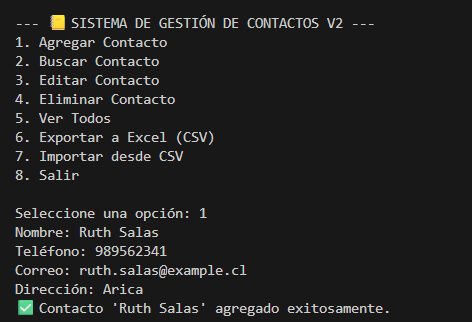 --- 📒 SISTEMA DE GESTIÓN DE CONTACTOS V2 ---
1. Agregar Contacto
2. Buscar Contacto
3. Editar Contacto
4. Eliminar Contacto
5. Ver Todos
6. Exportar a Excel (CSV)
7. Importar desde CSV
8. Salir
Seleccione una opción: 1
Nombre: Ruth Salas
Teléfono: 989562341
Correo: ruth.salas@example.cl
Dirección: Arica
✅ Contacto 'Ruth Salas' agregado exitosamente.